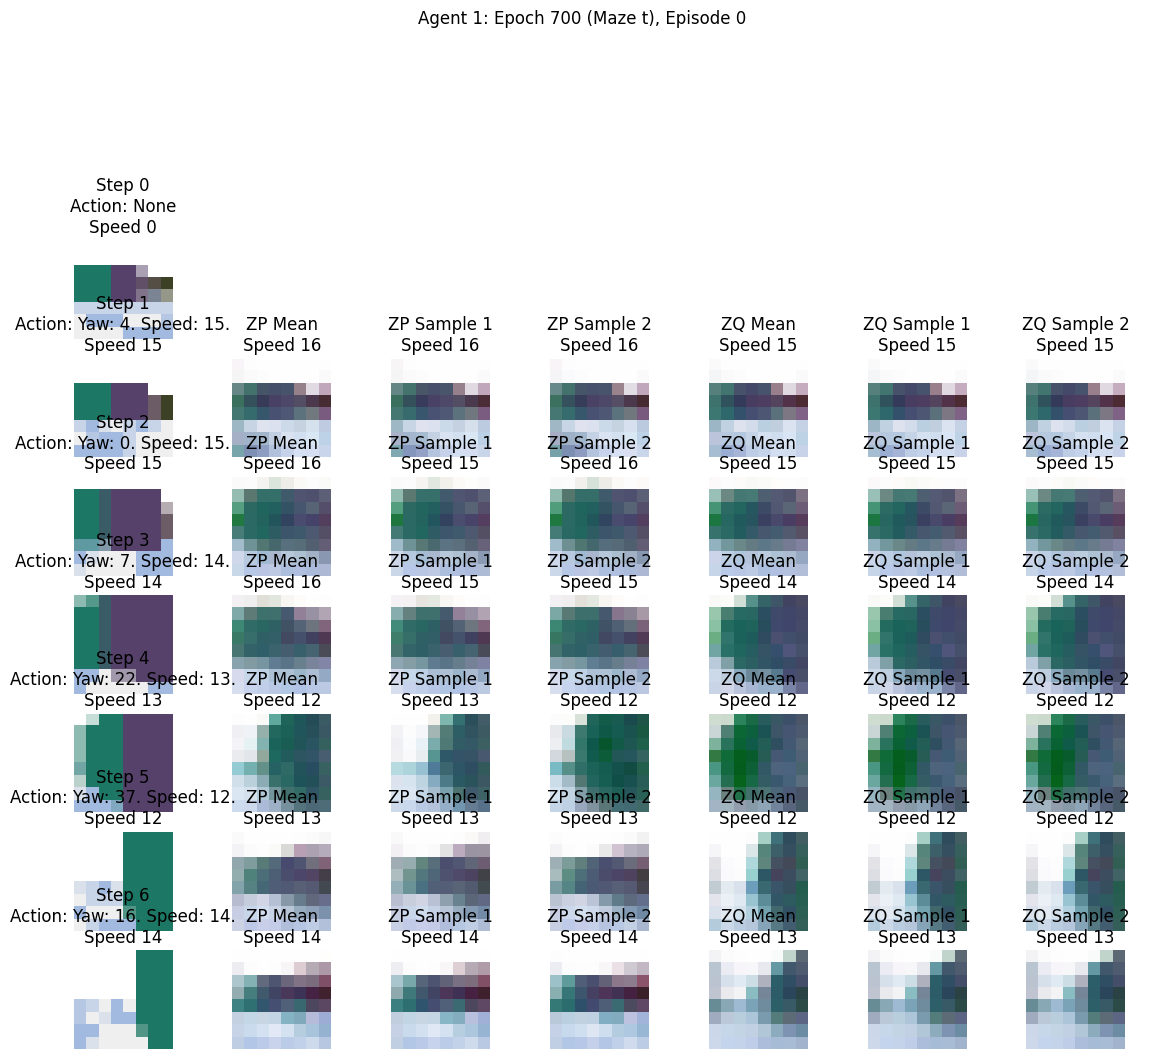 Agent 1: Epoch 700 (Maze t), Episode 0
Step 0
Action: None
Speed 0
Step 1
Action: Yaw: 4. Speed: 15.
Speed 15
ZP Mean
Speed 16
ZP Sample 1
Speed 16
ZP Sample 2
Speed 16
ZQ Mean
Speed 15
ZQ Sample 1
Speed 15
ZQ Sample 2
Speed 15
Step 2
Action: Yaw: 0. Speed: 15.
Speed 15
ZP Mean
Speed 16
ZP Sample 1
Speed 15
ZP Sample 2
Speed 16
ZQ Mean
Speed 15
ZQ Sample 1
Speed 15
ZQ Sample 2
Speed 15
Step 3
Action: Yaw: 7. Speed: 14.
Speed 14
ZP Mean
Speed 16
ZP Sample 1
Speed 15
ZP Sample 2
Speed 15
ZQ Mean
Speed 14
ZQ Sample 1
Speed 14
ZQ Sample 2
Speed 14
Step 4
Action: Yaw: 22. Speed: 13.
Speed 13
ZP Mean
Speed 12
ZP Sample 1
Speed 13
ZP Sample 2
Speed 12
ZQ Mean
Speed 12
ZQ Sample 1
Speed 12
ZQ Sample 2
Speed 12
Step 5
Action: Yaw: 37. Speed: 12.
Speed 12
ZP Mean
Speed 13
ZP Sample 1
Speed 13
ZP Sample 2
Speed 13
ZQ Mean
Speed 12
ZQ Sample 1
Speed 12
ZQ Sample 2
Speed 12
Step 6
Action: Yaw: 16. Speed: 14.
Speed 14
ZP Mean
Speed 14
ZP Sample 1
Speed 14
ZP Sample 2
Speed 14
ZQ Mean
Speed 13
ZQ Sample 1
Speed 13
ZQ Sample 2
Speed 13